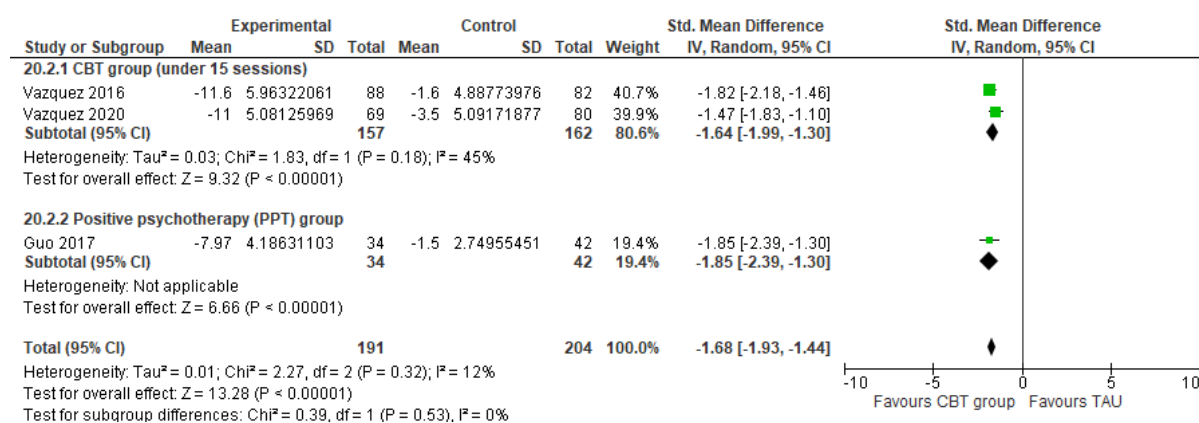 Experimental Control Std. Mean Difference Std. Mean Difference
Study or Subgroup Mean SD Total Mean SD Total Weight IV, Random, 95% CI IV, Random, 95% CI
20.2.1 CBT group (under 15 sessions)
Vazquez 2016 -11.6 5.96322061 88 -1.6 4.88773976 82 40.7% -1.82 [-2.18, -1.46]
Vazquez 2020 -11 5.08125969 69 -3.5 5.09171877 80 39.9% -1.47 [-1.83, -1.10]
Subtotal (95% CI) 157 162 80.6% -1.64 [-1.99, -1.30]
Heterogeneity: Tau² = 0.03; Chi² = 1.83, df = 1 (P = 0.18); I² = 45%
Test for overall effect: Z = 9.32 (P < 0.00001)
20.2.2 Positive psychotherapy (PPT) group
Guo 2017 -7.97 4.18631103 34 -1.5 2.74955451 42 19.4% -1.85 [-2.39, -1.30]
Subtotal (95% CI) 34 42 19.4% -1.85 [-2.39, -1.30]
Heterogeneity: Not applicable
Test for overall effect: Z = 6.66 (P < 0.00001)
Total (95% CI) 191 204 100.0% -1.68 [-1.93, -1.44]
Heterogeneity: Tau² = 0.01; Chi² = 2.27, df = 2 (P = 0.32); I² = 12%
Test for overall effect: Z = 13.28 (P < 0.00001)
Test for subgroup differences: Chi² = 0.39, df = 1 (P = 0.53), I² = 0%
-10 -5 0 5 10
Favours CBT group Favours TAU